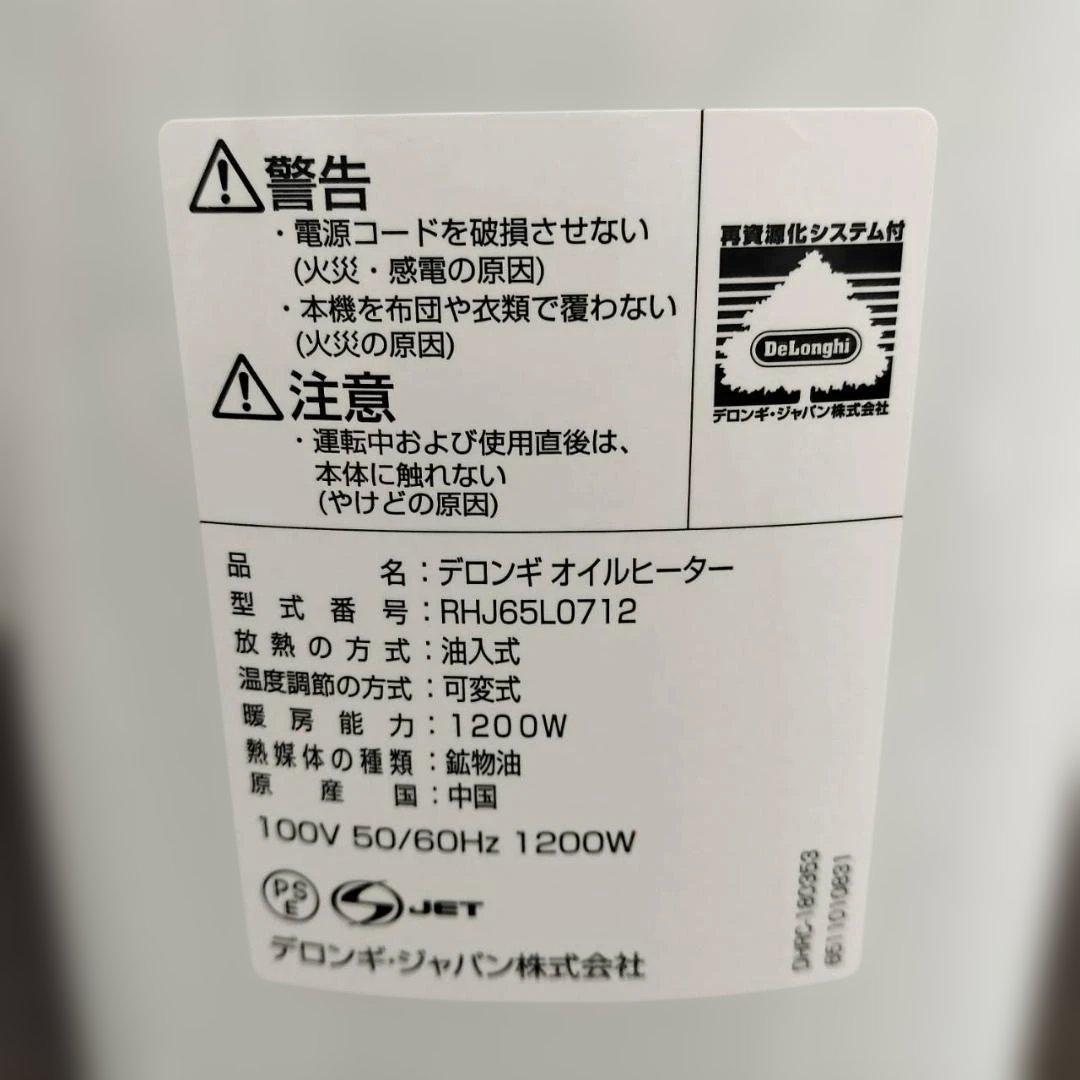 警告
・電源コードを破損させない
(火災・感電の原因)
・本機を布団や衣類で覆わない
(火災の原因)
注意
・運転中および使用直後は、
本体に触れない
(やけどの原因)
再資源化システム付
DeLonghi
デロンギ・ジャパン株式会社
品名：デロンギ オイルヒーター
型式番号：RHJ65L0712
放熱の方式：油入式
温度調節の方式：可変式
暖房能力：1200W
熱媒体の種類：鉱物油
原産国：中国
100V 50/60Hz 1200W
PSE
JET
デロンギ・ジャパン株式会社
DHRC-180353
6511010831